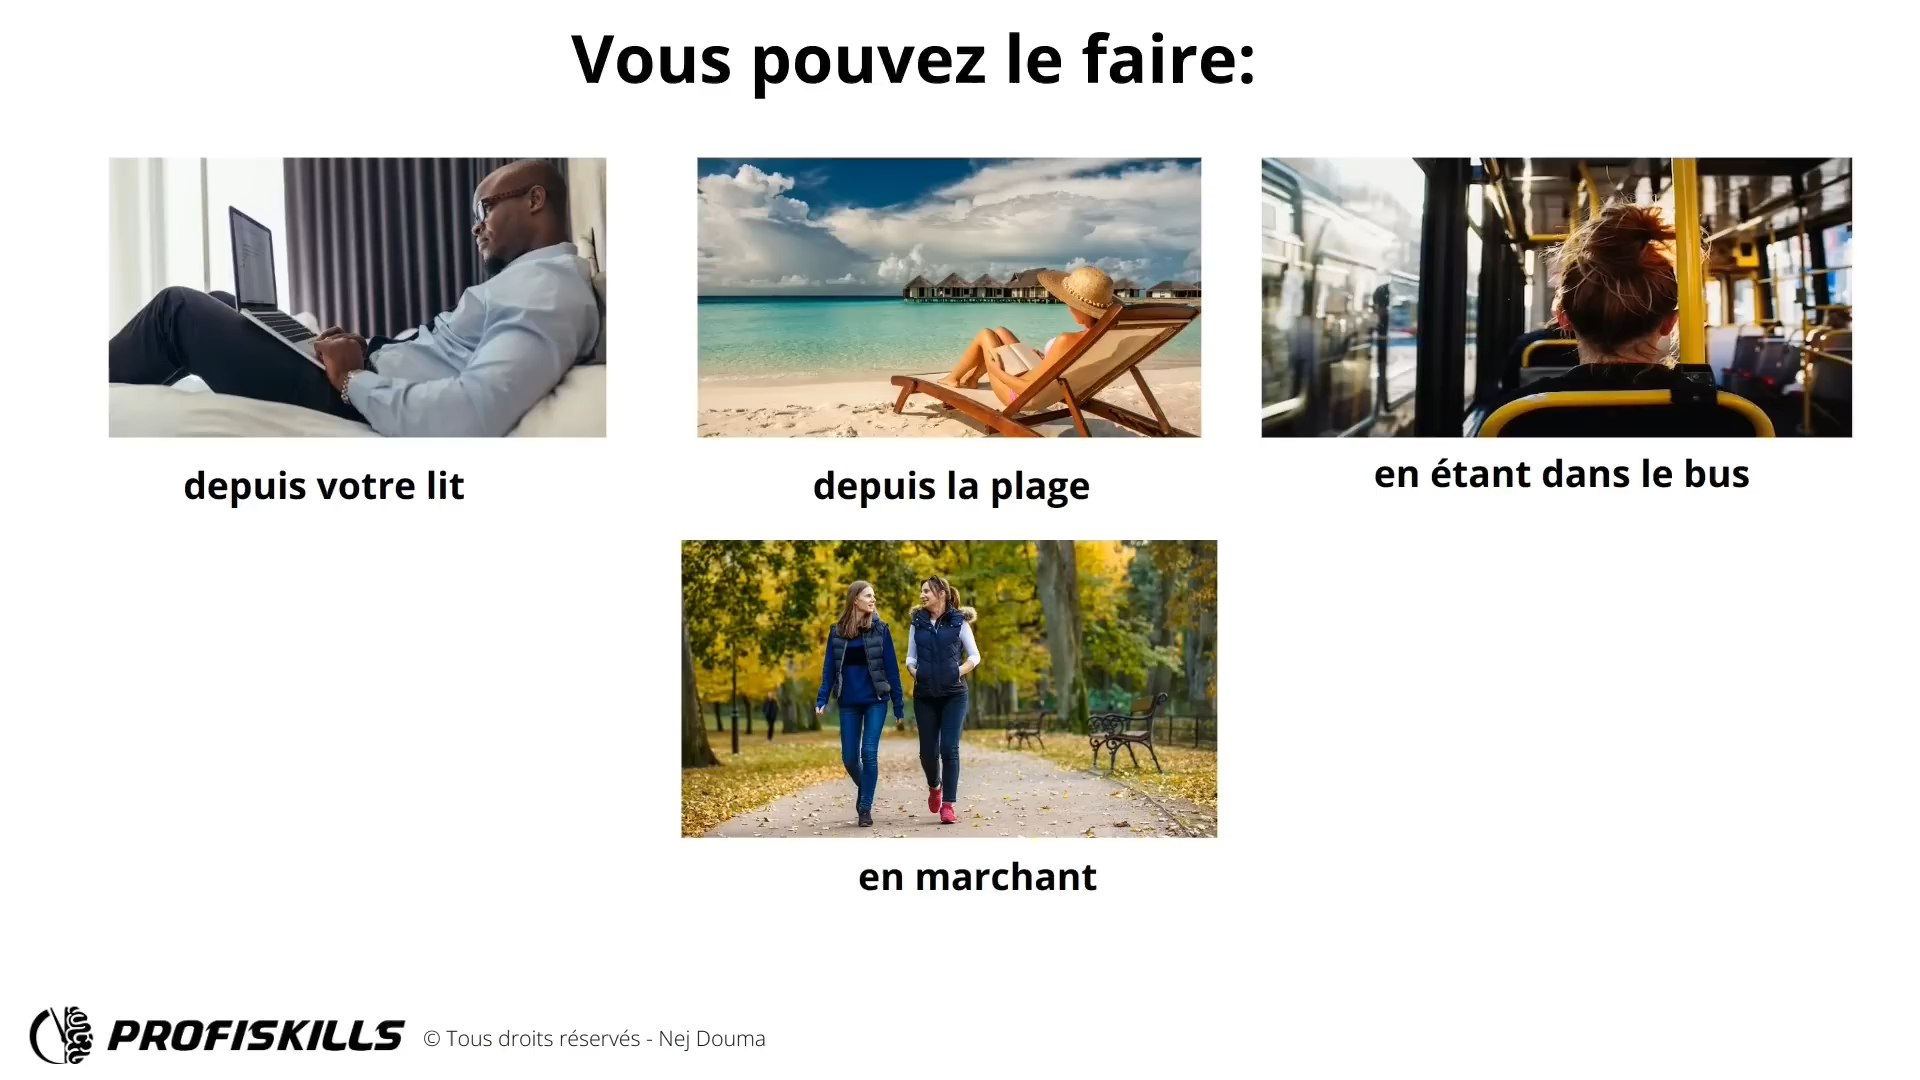 Vous pouvez le faire:
depuis votre lit
depuis la plage
en étant dans le bus
en marchant
PROFISKILLS
© Tous droits réservés - Nej Douma